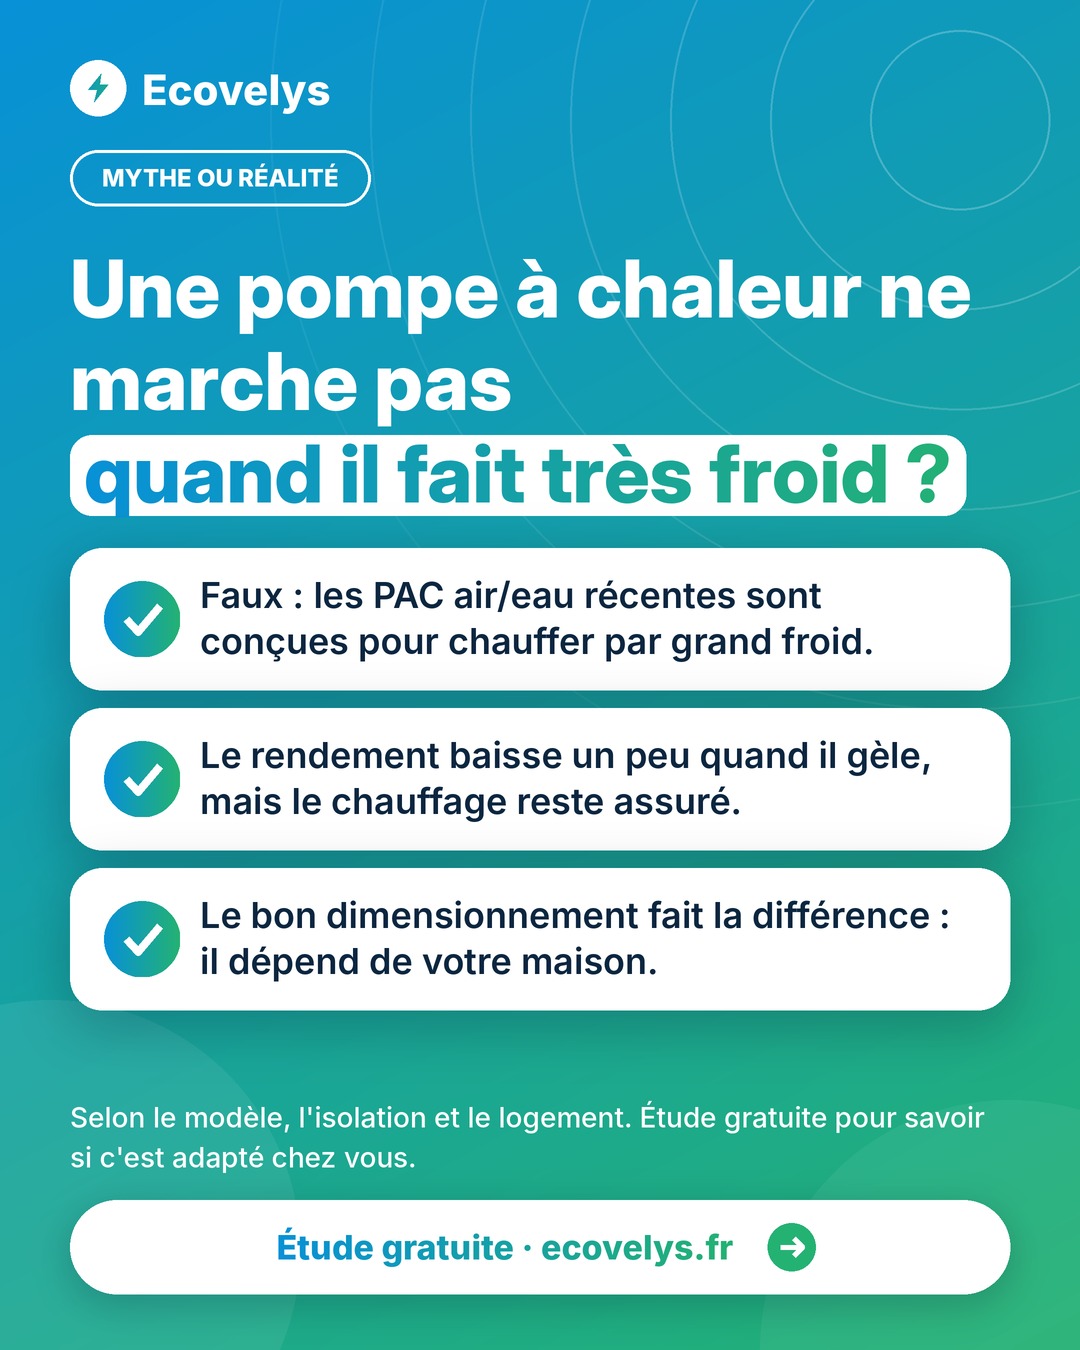 Ecovelys
MYTHE OU RÉALITÉ
Une pompe à chaleur ne
marche pas
quand il fait très froid ?
Faux : les PAC air/eau récentes sont
conçues pour chauffer par grand froid.
Le rendement baisse un peu quand il gèle,
mais le chauffage reste assuré.
Le bon dimensionnement fait la différence :
il dépend de votre maison.
Selon le modèle, l'isolation et le logement. Étude gratuite pour savoir
si c'est adapté chez vous.
Étude gratuite · ecovelys.fr